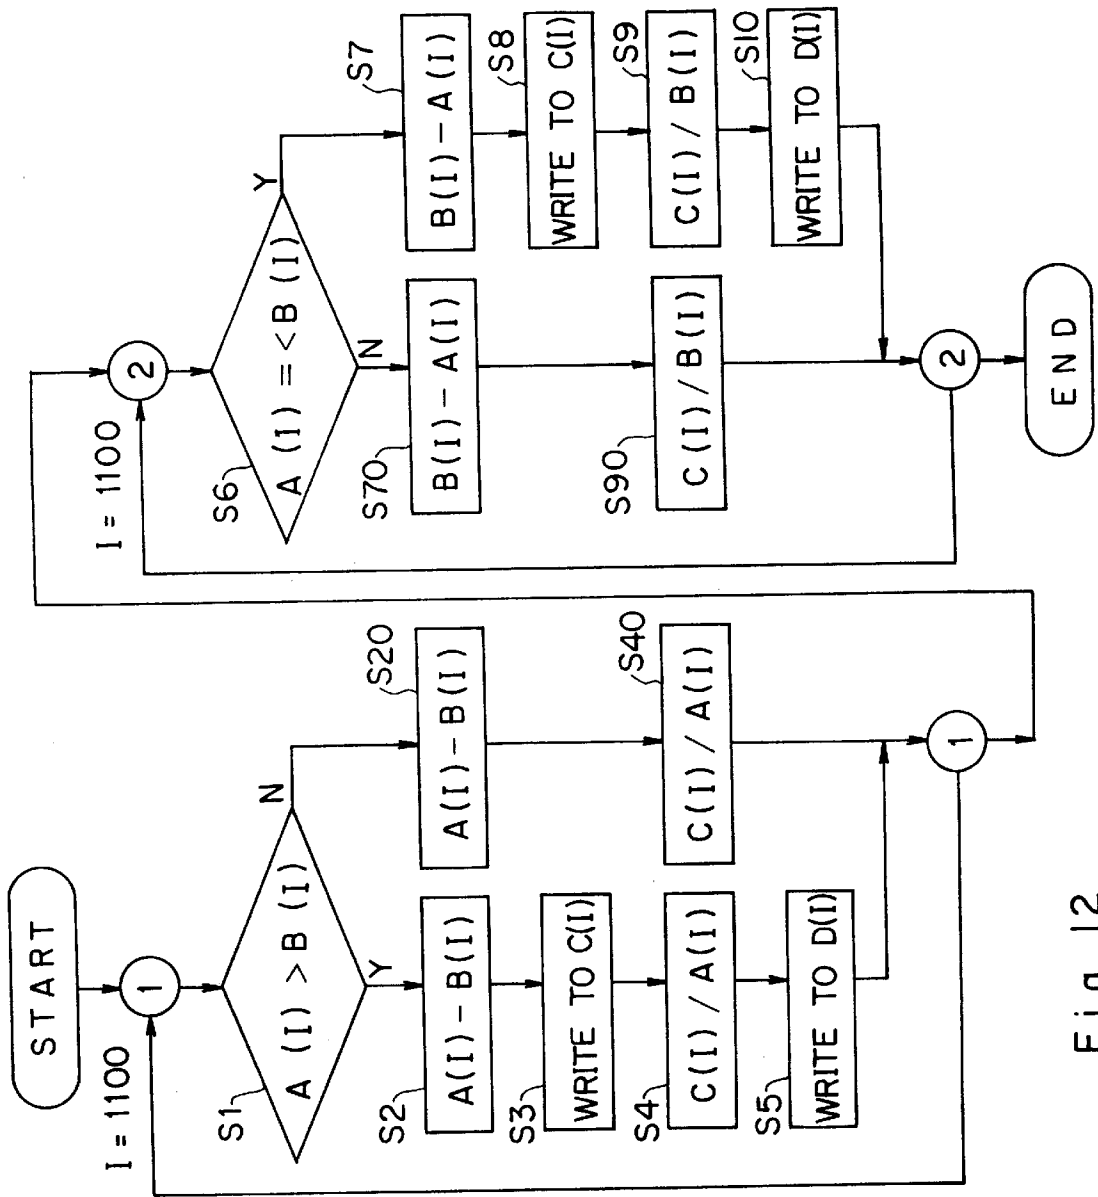 START
I = 1100
1
S1
A (I) > B (I)
Y
N
S2
A(I) - B(I)
S3
WRITE TO C(I)
S4
C(I) / A(I)
S5
WRITE TO D(I)
S20
A(I) - B(I)
S40
C(I) / A(I)
1
I = 1100
2
S6
A (I) = < B (I)
N
Y
S70
B(I) - A(I)
S90
C(I) / B(I)
S7
B(I) - A(I)
S8
WRITE TO C(I)
S9
C(I) / B(I)
S10
WRITE TO D(I)
2
END
Fig. 12